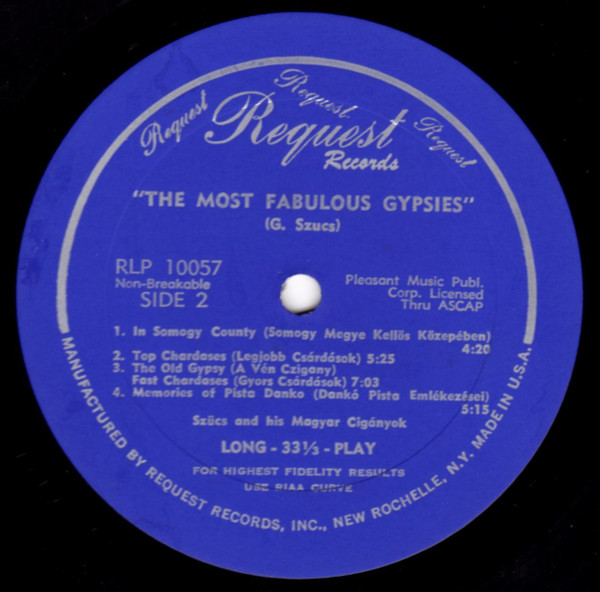 Request Request Request
Request
Records
"THE MOST FABULOUS GYPSIES"
(G. Szucs)
RLP 10057
Non-Breakable
SIDE 2
Pleasant Music Publ.
Corp. Licensed
Thru ASCAP
1. In Somogy County (Somogy Megye Kellős Közepében)
4:20
2. Top Chardases (Legjobb Csárdások) 5:25
3. The Old Gypsy (A Vén Czigany)
Fast Chardases (Gyors Csárdások) 7:03
4. Memories of Pista Danko (Dankó Pista Emlékezései)
5:15
Szücs and his Magyar Cigányok
LONG - 33⅓ - PLAY
FOR HIGHEST FIDELITY RESULTS
USE RIAA CURVE
MANUFACTURED BY REQUEST RECORDS, INC., NEW ROCHELLE, N.Y. MADE IN U.S.A.